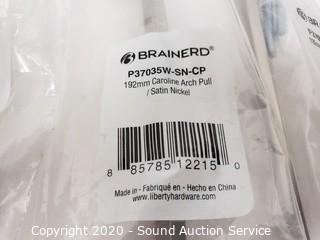 BRAINERD®
P37035W-SN-CP
192mm Caroline Arch Pull
/ Satin Nickel
8 85785 12215 0
Made in - Fabriqué en - Hecho en China
www.libertyhardware.com
Copyright 2020 - Sound Auction Service